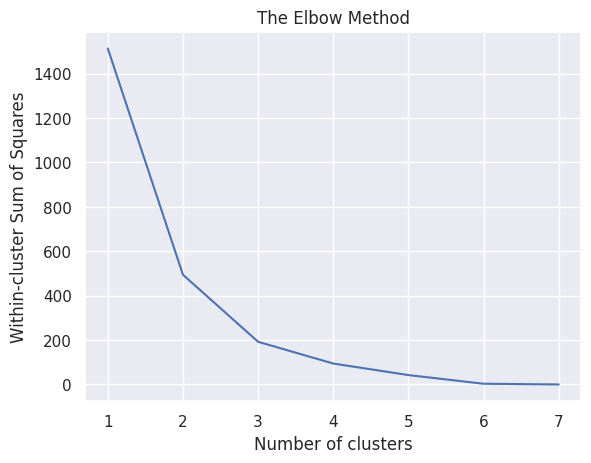 The Elbow Method
Within-cluster Sum of Squares
1400
1200
1000
800
600
400
200
0
1 2 3 4 5 6 7
Number of clusters